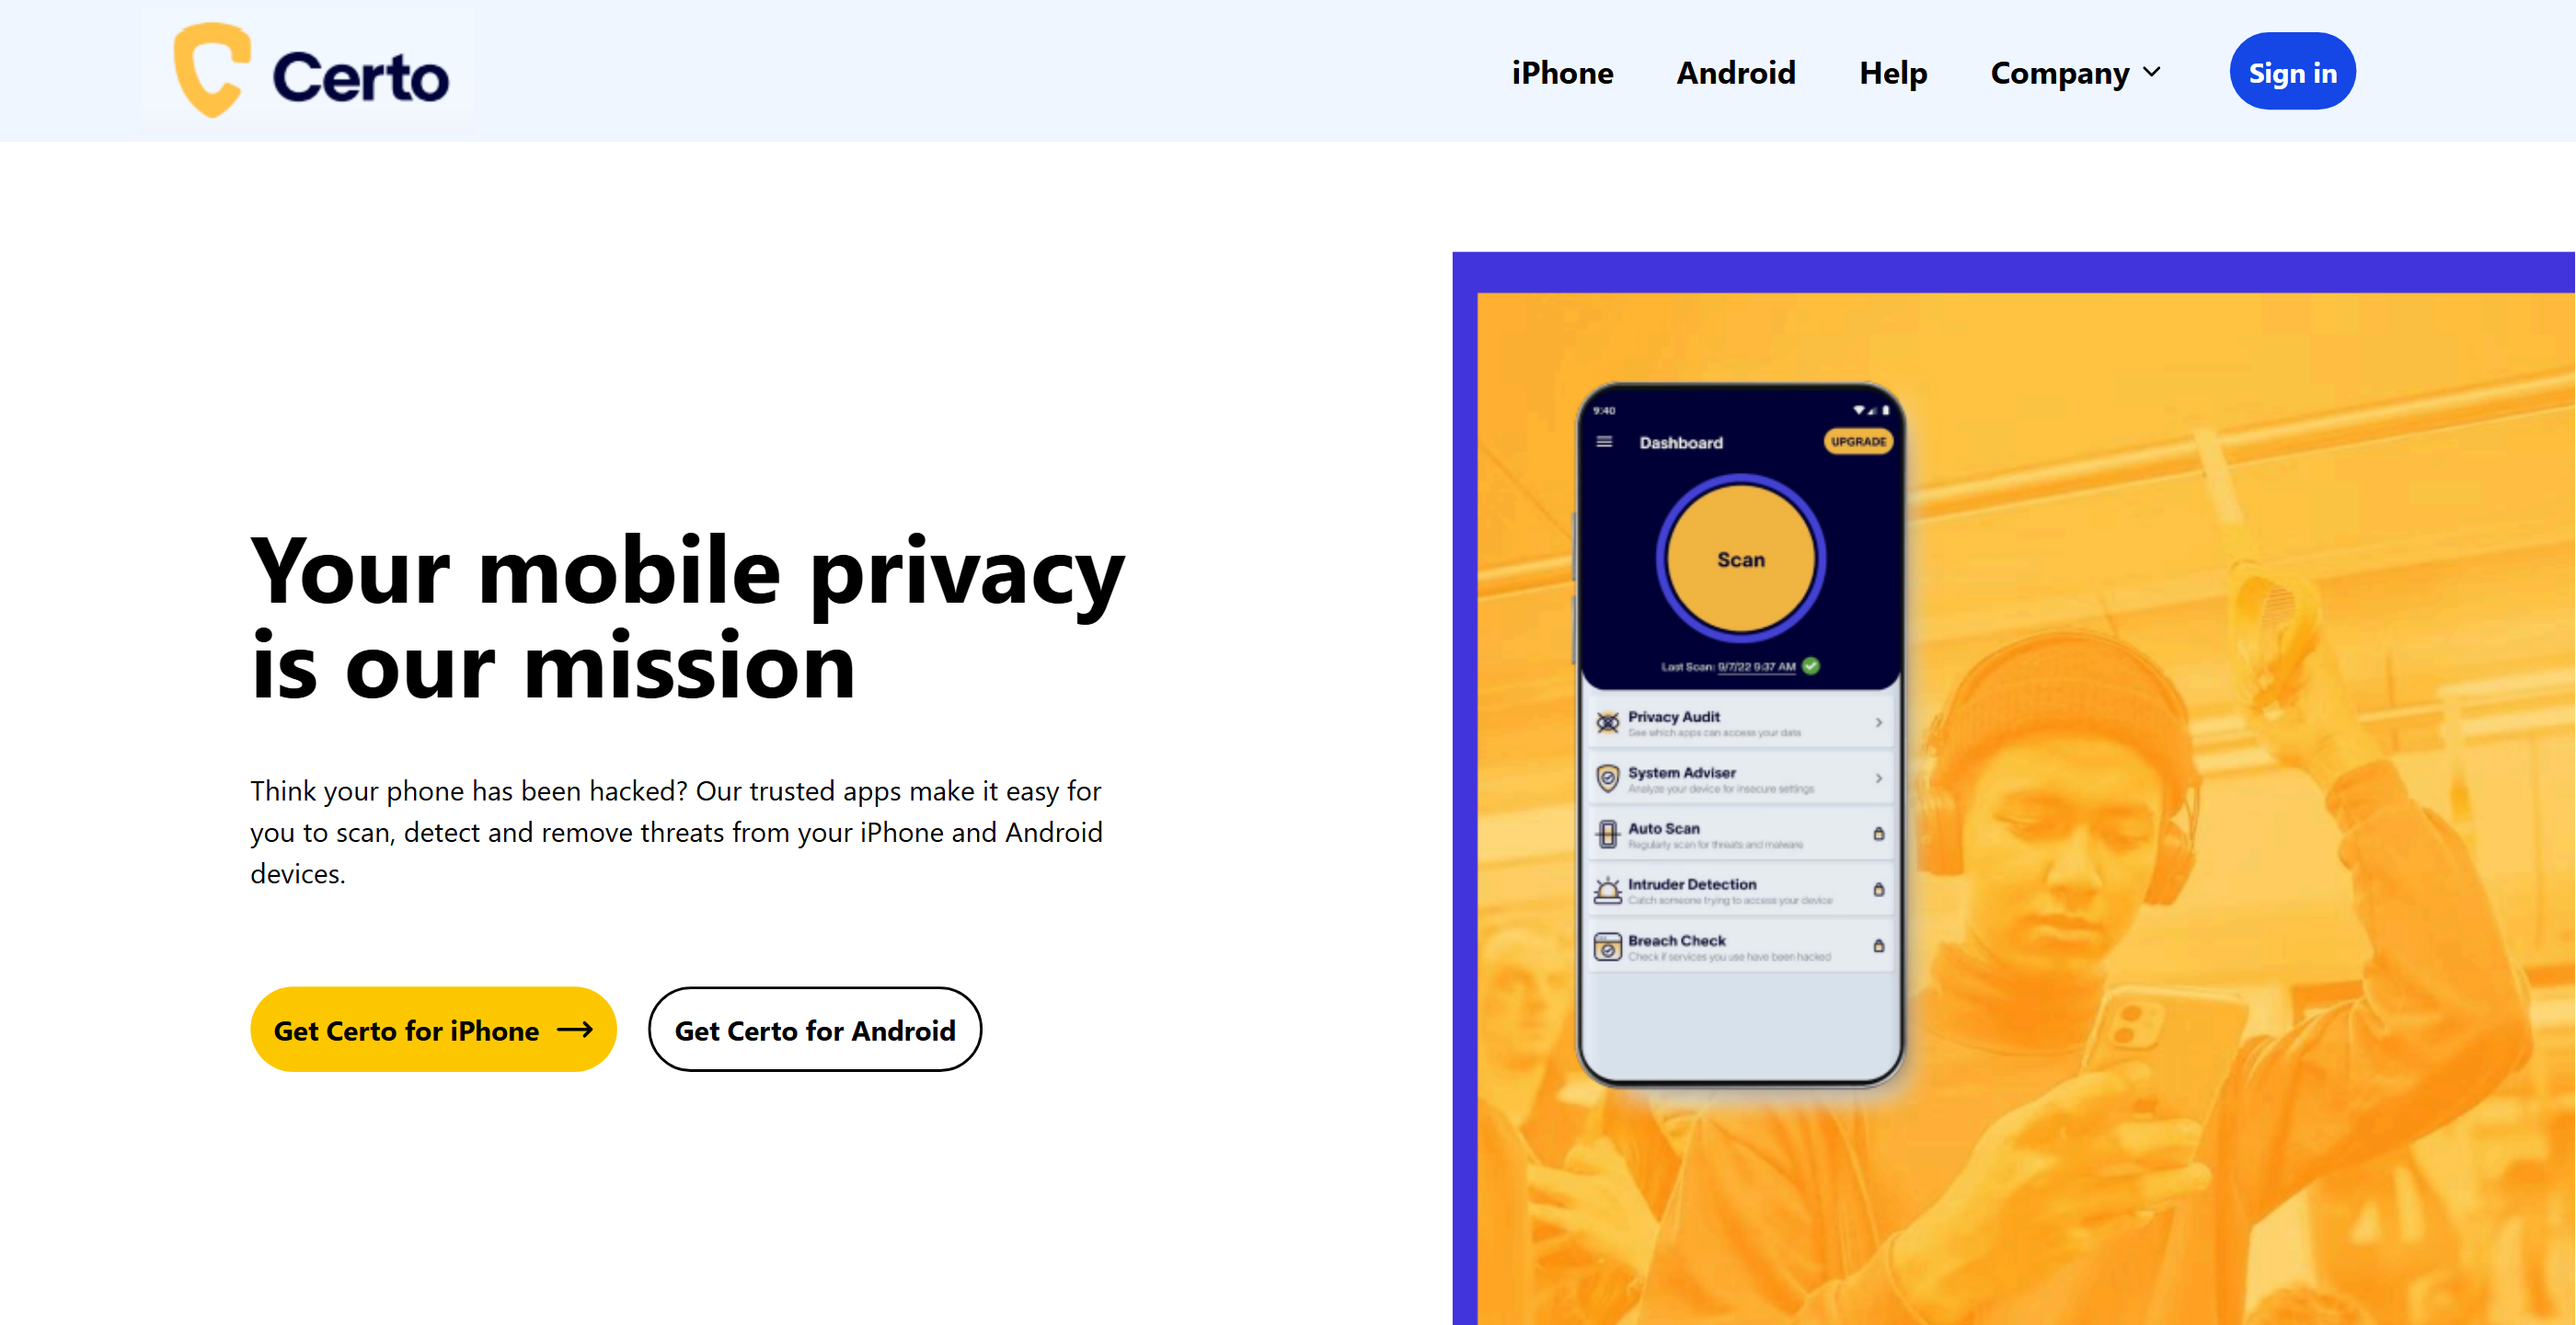 Certo
iPhone
Android
Help
Company
Sign in
Your mobile privacy
is our mission
Think your phone has been hacked? Our trusted apps make it easy for
you to scan, detect and remove threats from your iPhone and Android
devices.
Get Certo for iPhone
Get Certo for Android
9:40
Dashboard
UPGRADE
Scan
Last Scan: 9/7/22 9:37 AM
Privacy Audit
See which apps can access your data
System Adviser
Analyze your device for insecure settings
Auto Scan
Regularly scan for threats and malware
Intruder Detection
Catch someone trying to access your device
Breach Check
Check if services you use have been hacked